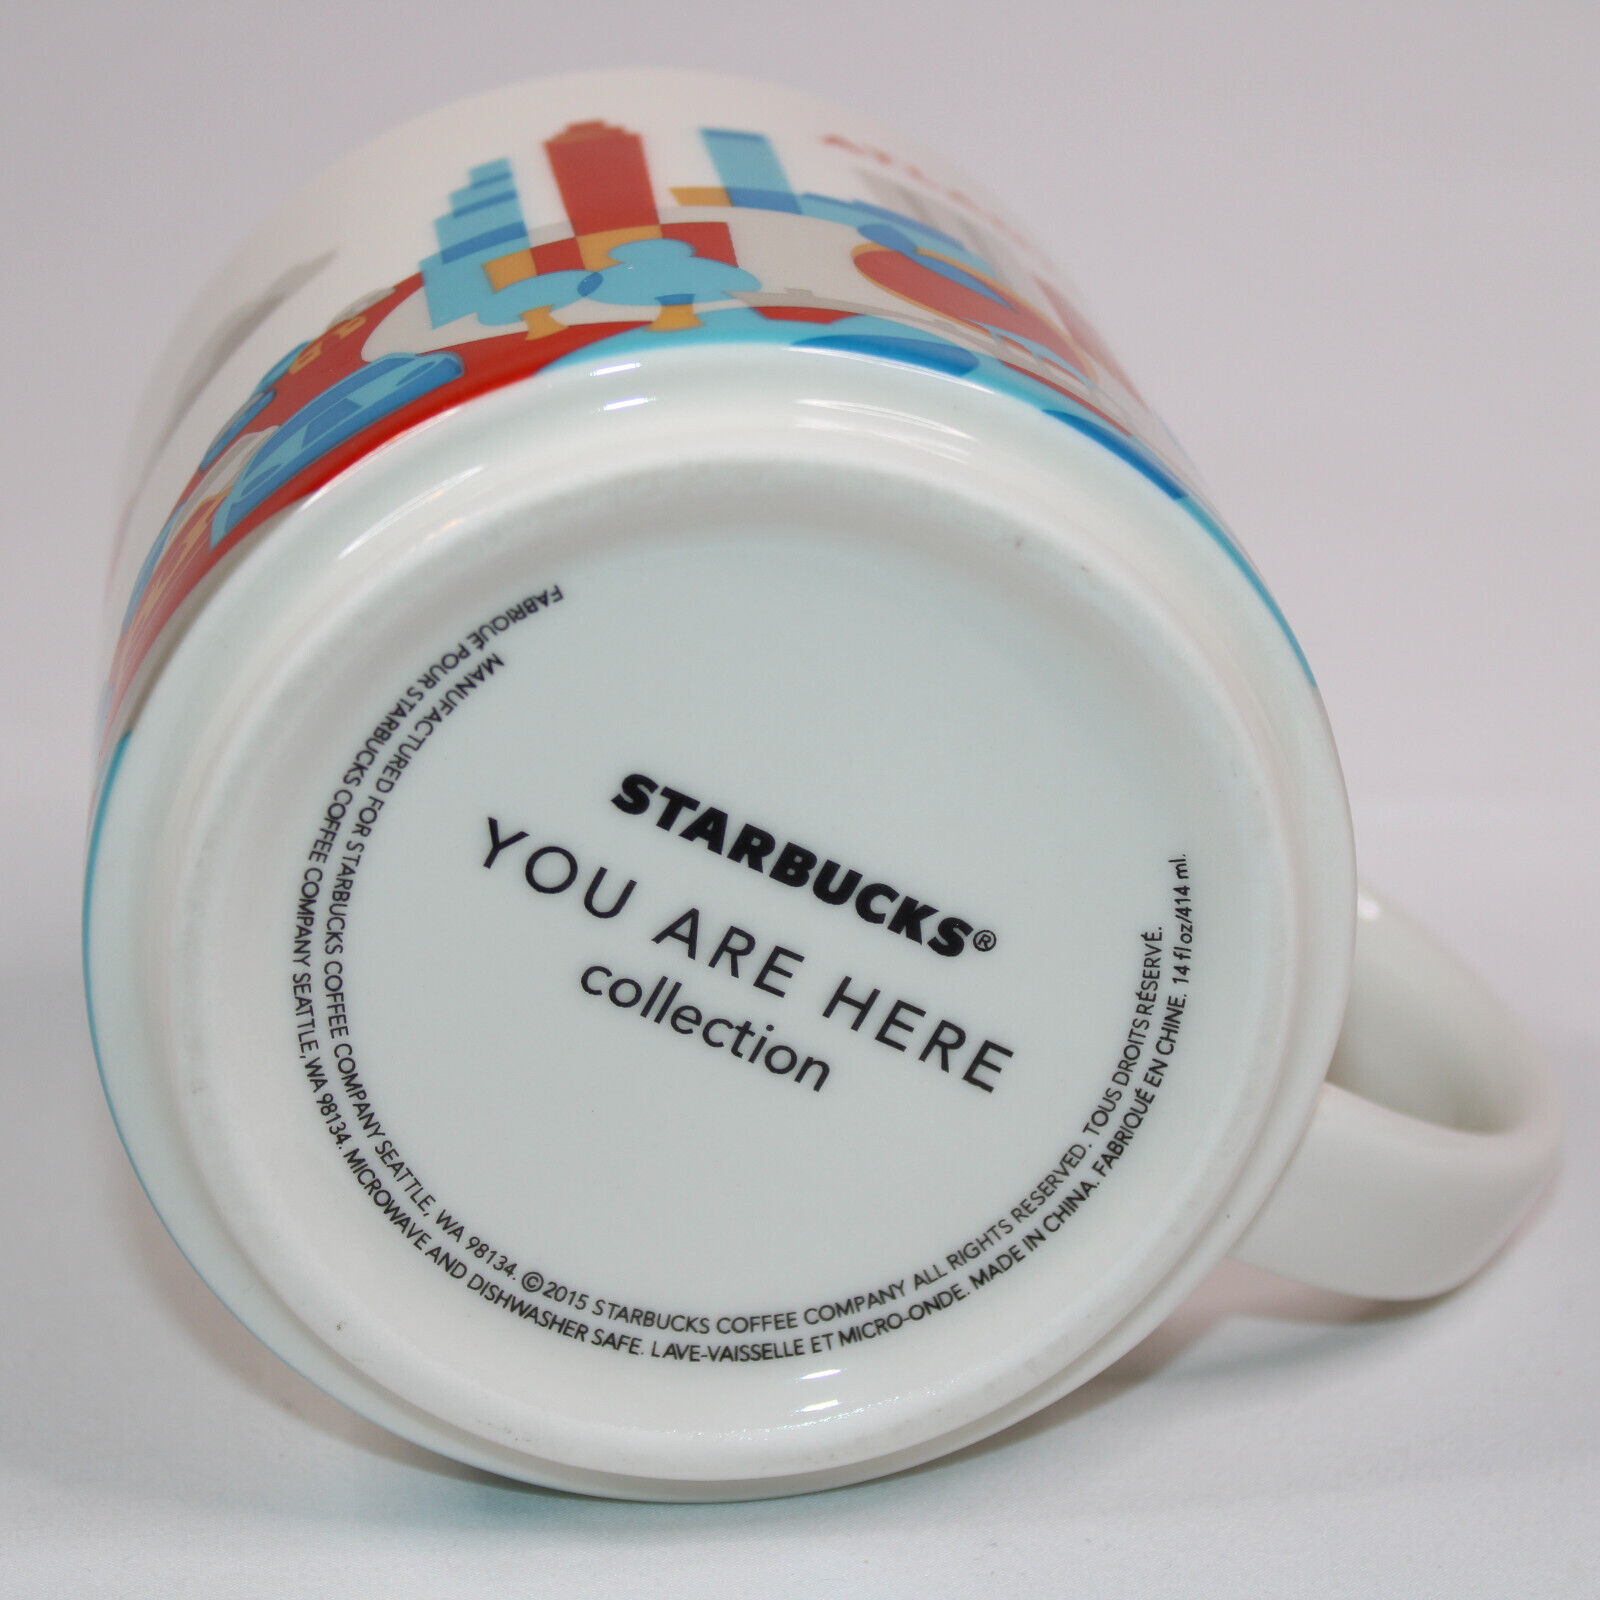 STARBUCKS®
YOU ARE HERE
collection
MANUFACTURED FOR STARBUCKS COFFEE COMPANY SEATTLE, WA 98134. ©2015 STARBUCKS COFFEE COMPANY ALL RIGHTS RESERVED. TOUS DROITS RÉSERVÉ.
FABRIQUÉ POUR STARBUCKS COFFEE COMPANY SEATTLE, WA 98134. MICROWAVE AND DISHWASHER SAFE. LAVE-VAISSELLE ET MICRO-ONDE. MADE IN CHINA. FABRIQUÉ EN CHINE. 14 fl oz/414 ml.